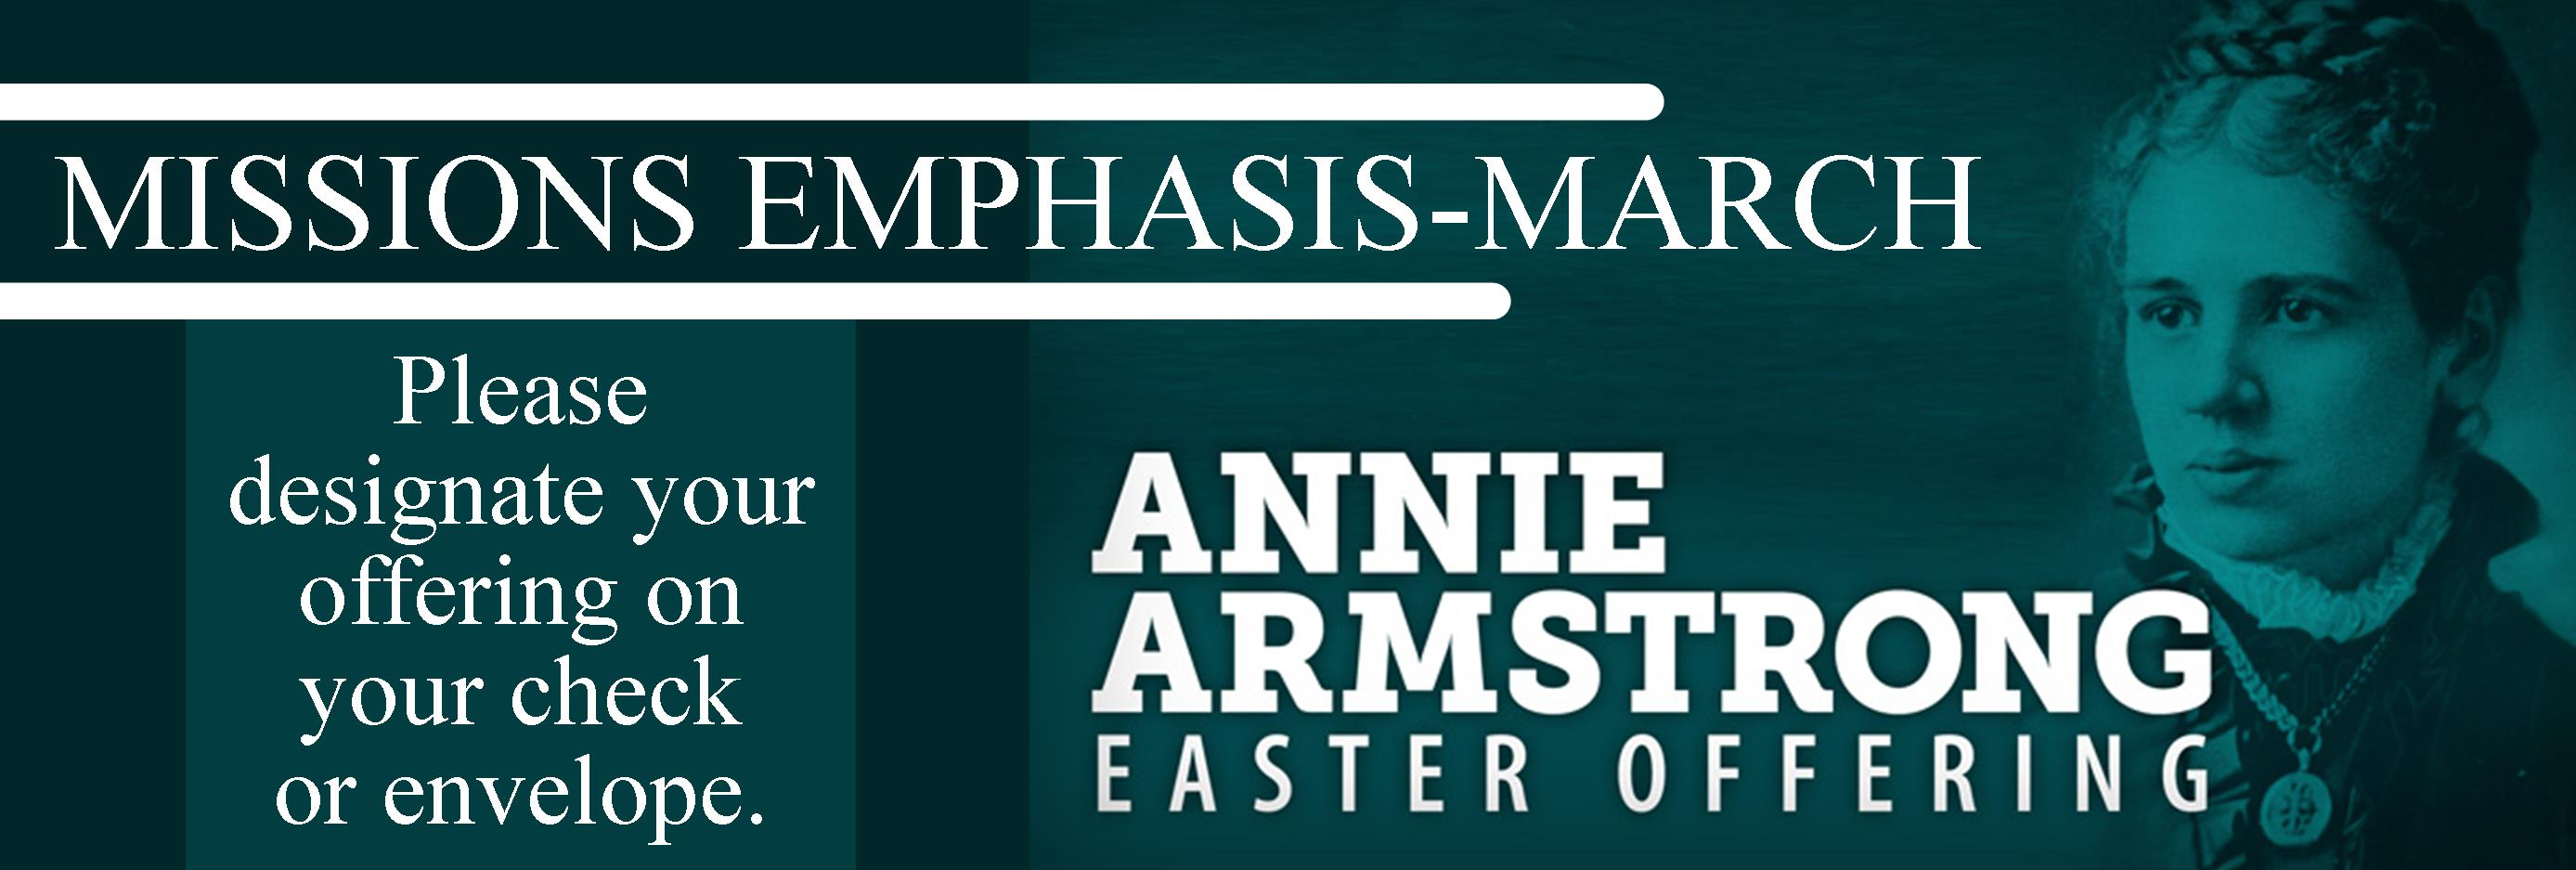 MISSIONS EMPHASIS-MARCH
Please
designate your
offering on
your check
or envelope.
ANNIE
ARMSTRONG
EASTER OFFERING